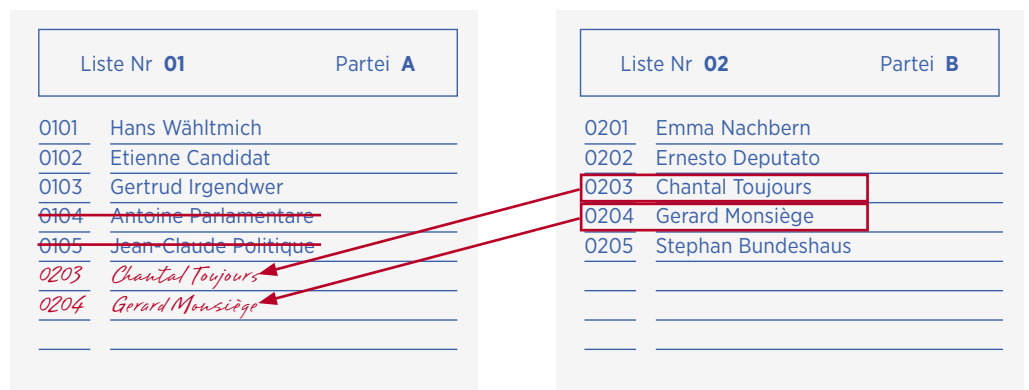 Liste Nr 01 Partei A
0101 Hans Wähltmich
0102 Etienne Candidat
0103 Gertrud Irgendwer
0104 Antoine Parlamentare
0105 Jean-Claude Politique
0203 Chantal Toujours
0204 Gerard Monsiège
Liste Nr 02 Partei B
0201 Emma Nachbern
0202 Ernesto Deputato
0203 Chantal Toujours
0204 Gerard Monsiège
0205 Stephan Bundeshaus